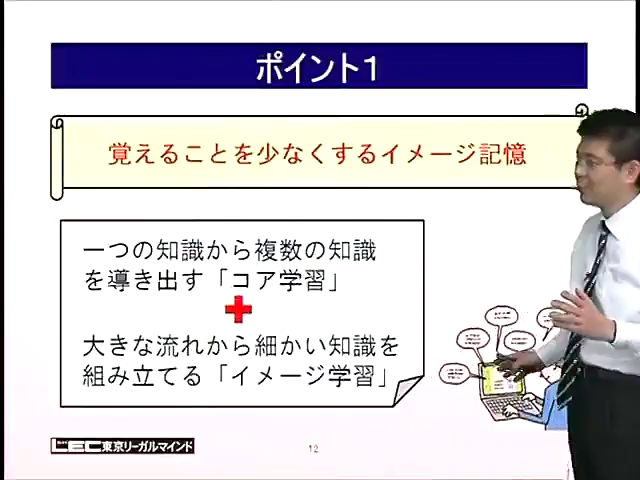 ポイント1
覚えることを少なくするイメージ記憶
一つの知識から複数の知識
を導き出す「コア学習」
大きな流れから細かい知識を
組み立てる「イメージ学習」
LEC東京リーガルマインド
12